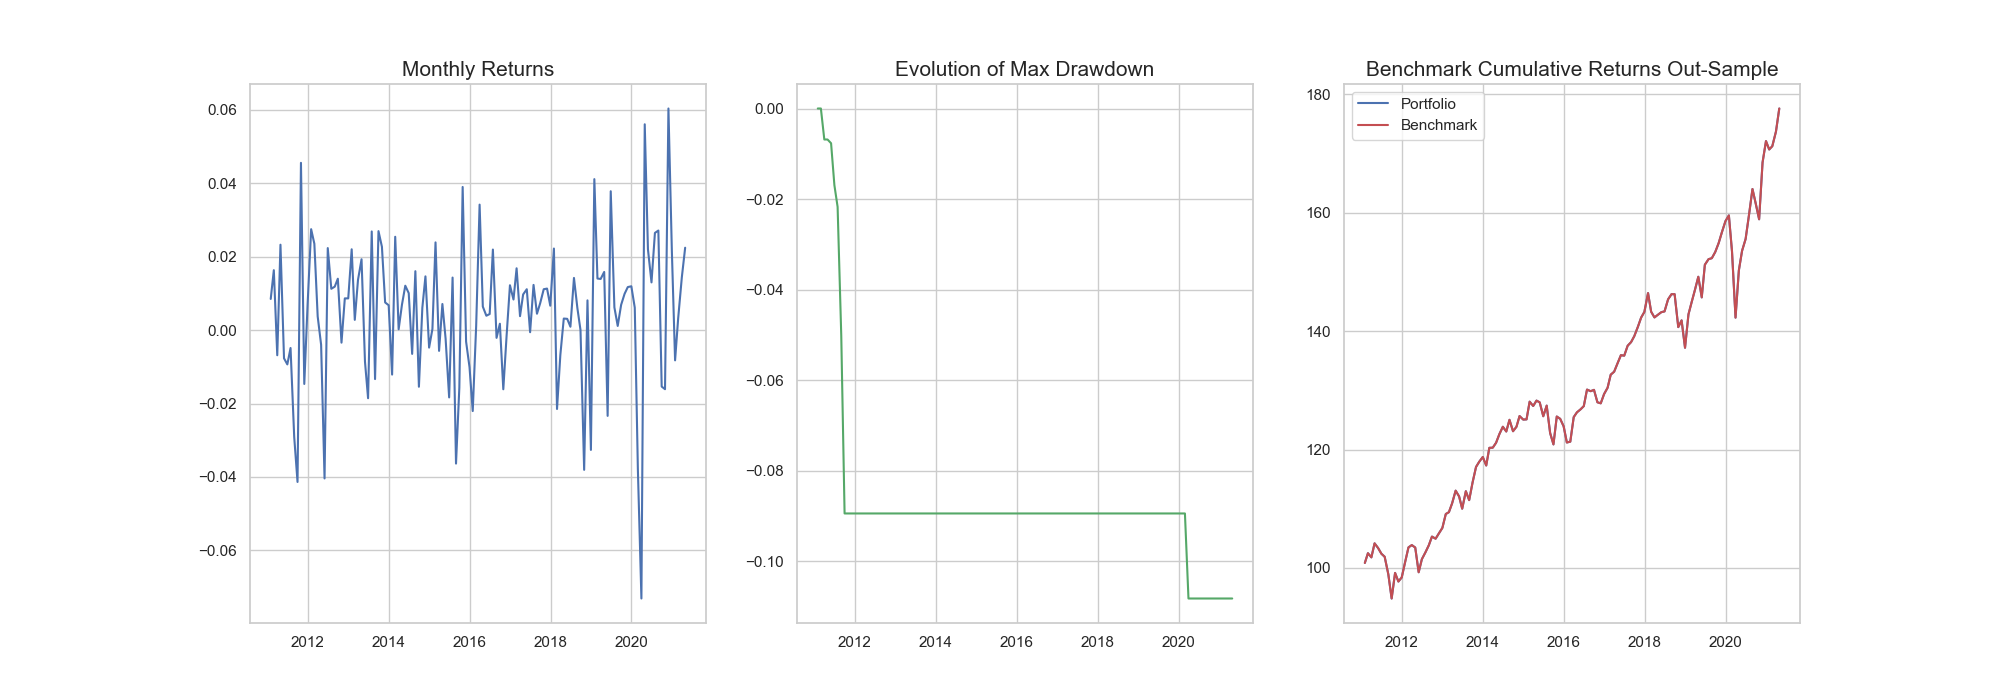 Monthly Returns
0.06
0.04
0.02
0.00
−0.02
−0.04
−0.06
2012 2014 2016 2018 2020
Evolution of Max Drawdown
0.00
−0.02
−0.04
−0.06
−0.08
−0.10
2012 2014 2016 2018 2020
Benchmark Cumulative Returns Out-Sample
Portfolio
Benchmark
180
160
140
120
100
2012 2014 2016 2018 2020